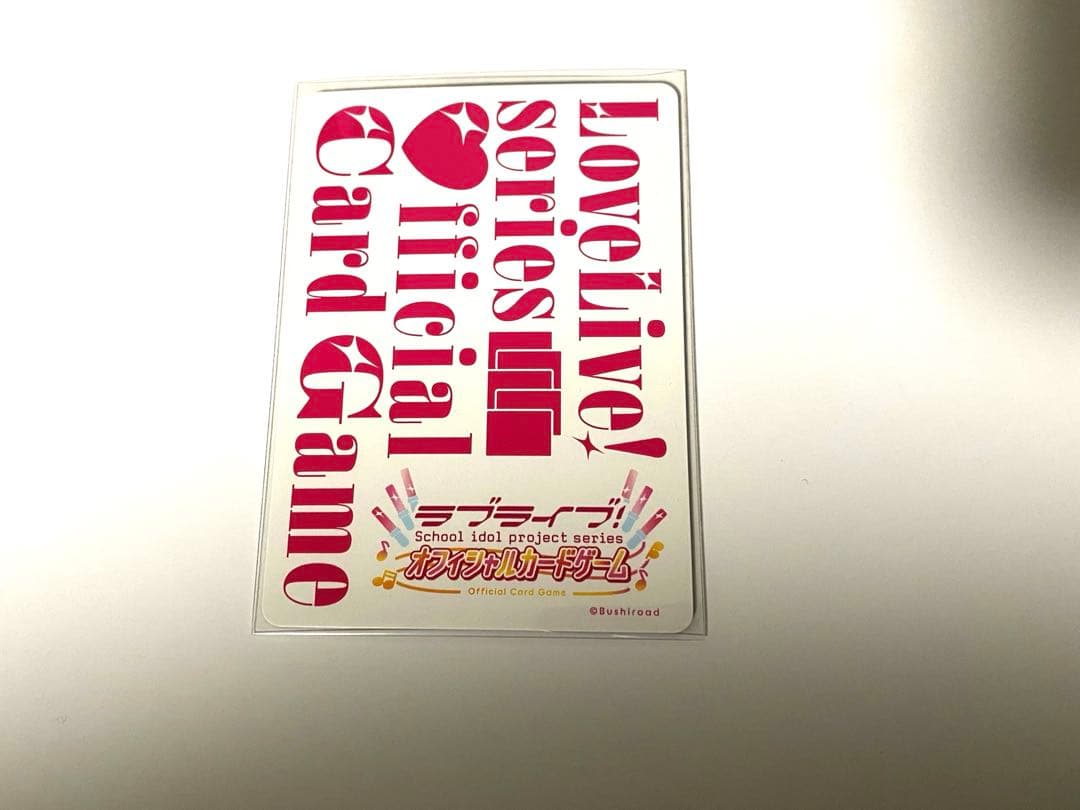 LoveLive!
series
Official
Card Game
ラブライブ!
School idol project series
オフィシャルカードゲーム
Official Card Game
©Bushiroad